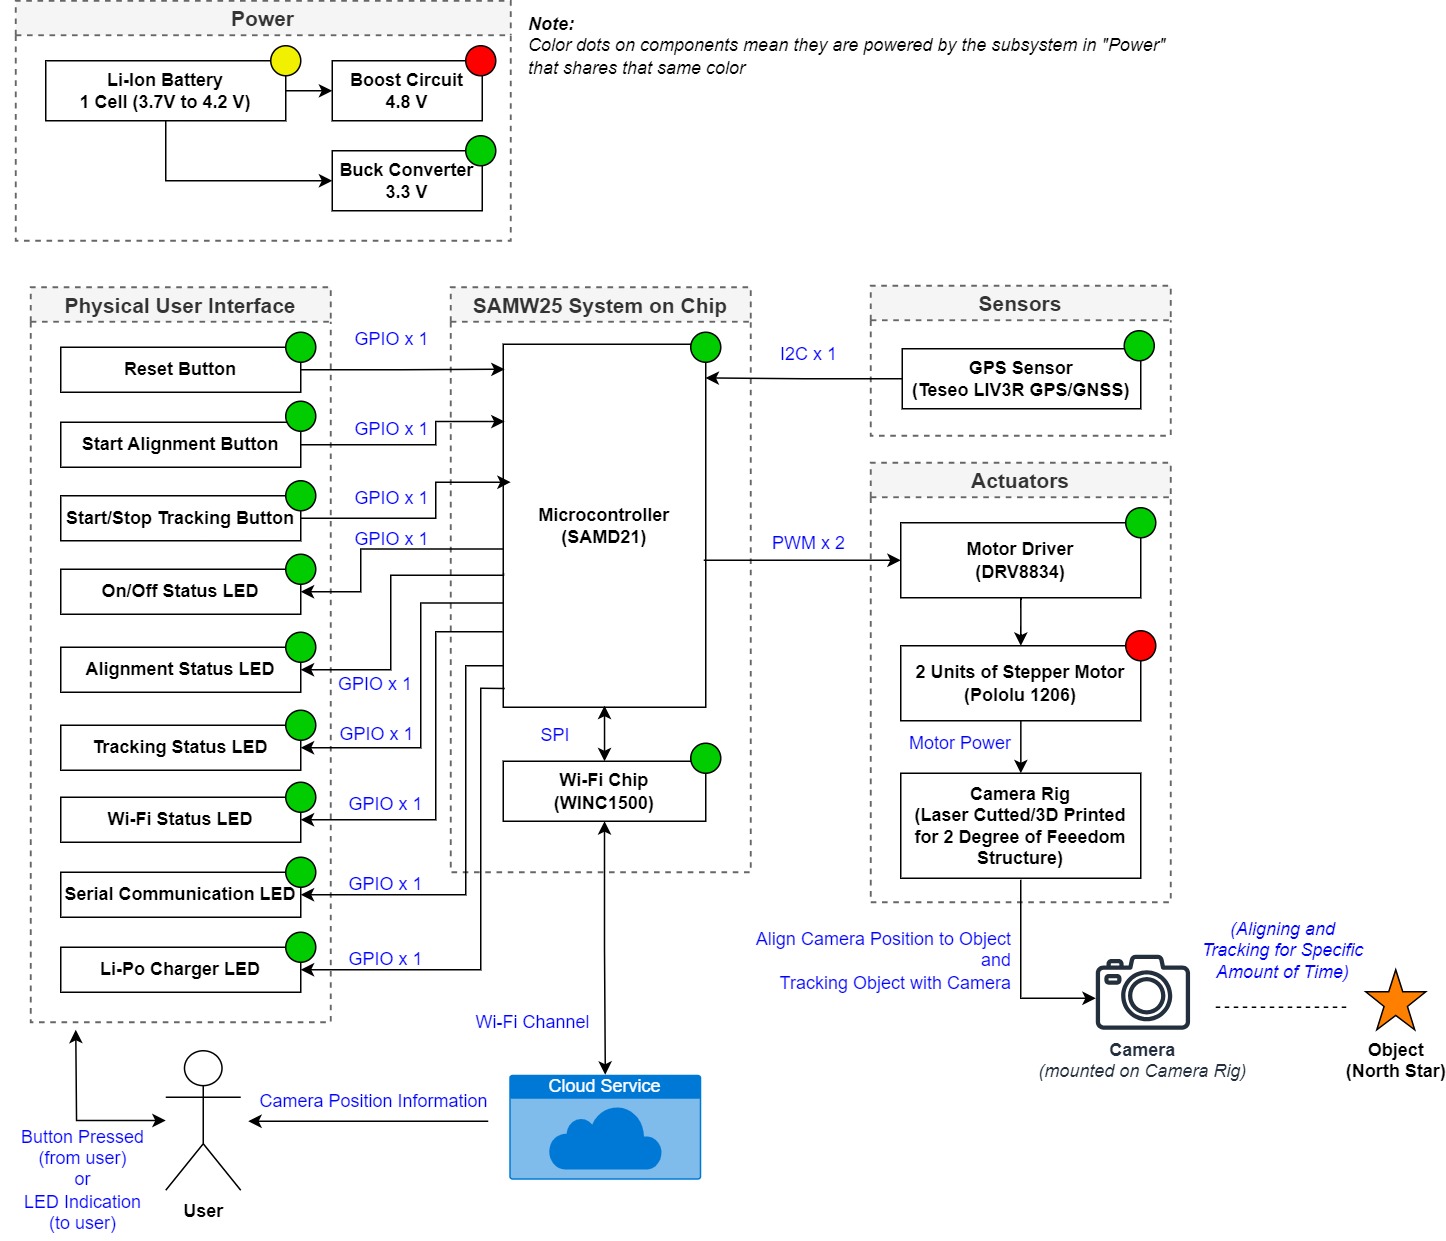 Power
Note:
Color dots on components mean they are powered by the subsystem in "Power"
that shares that same color
Li-Ion Battery
1 Cell (3.7V to 4.2 V)
Boost Circuit
4.8 V
Buck Converter
3.3 V
Physical User Interface
Reset Button
Start Alignment Button
Start/Stop Tracking Button
On/Off Status LED
Alignment Status LED
Tracking Status LED
Wi-Fi Status LED
Serial Communication LED
Li-Po Charger LED
GPIO x 1
GPIO x 1
GPIO x 1
GPIO x 1
GPIO x 1
GPIO x 1
GPIO x 1
GPIO x 1
GPIO x 1
SAMW25 System on Chip
Microcontroller
(SAMD21)
SPI
Wi-Fi Chip
(WINC1500)
I2C x 1
PWM x 2
Sensors
GPS Sensor
(Teseo LIV3R GPS/GNSS)
Actuators
Motor Driver
(DRV8834)
2 Units of Stepper Motor
(Pololu 1206)
Motor Power
Camera Rig
(Laser Cutted/3D Printed
for 2 Degree of Feeedom
Structure)
Align Camera Position to Object
and
Tracking Object with Camera
(Aligning and
Tracking for Specific
Amount of Time)
Camera
(mounted on Camera Rig)
Object
(North Star)
Wi-Fi Channel
Cloud Service
Camera Position Information
Button Pressed
(from user)
or
LED Indication
(to user)
User